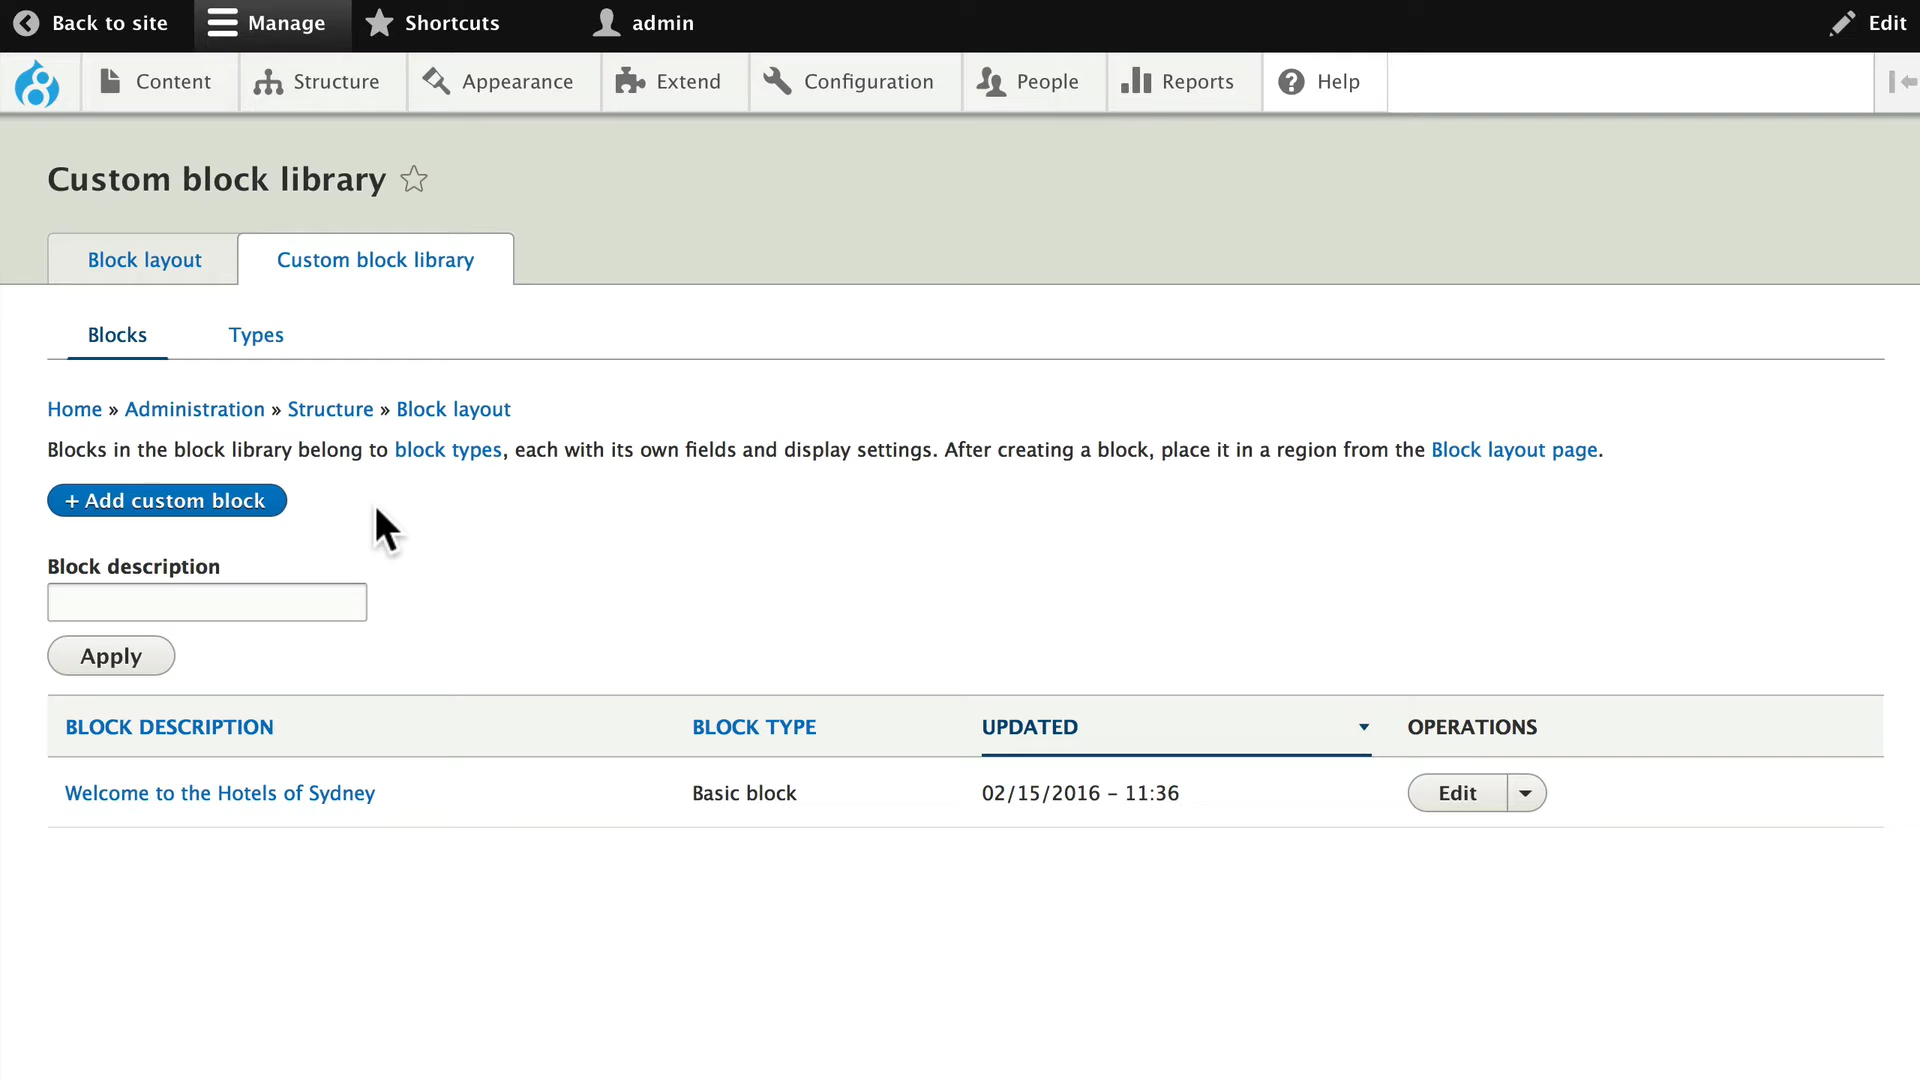 Back to site Manage Shortcuts admin Edit
Content Structure Appearance Extend Configuration People Reports Help
Custom block library
Block layout Custom block library
Blocks Types
Home » Administration » Structure » Block layout
Blocks in the block library belong to block types, each with its own fields and display settings. After creating a block, place it in a region from the Block layout page.
+ Add custom block
Block description
Apply
BLOCK DESCRIPTION BLOCK TYPE UPDATED OPERATIONS
Welcome to the Hotels of Sydney Basic block 02/15/2016 – 11:36 Edit